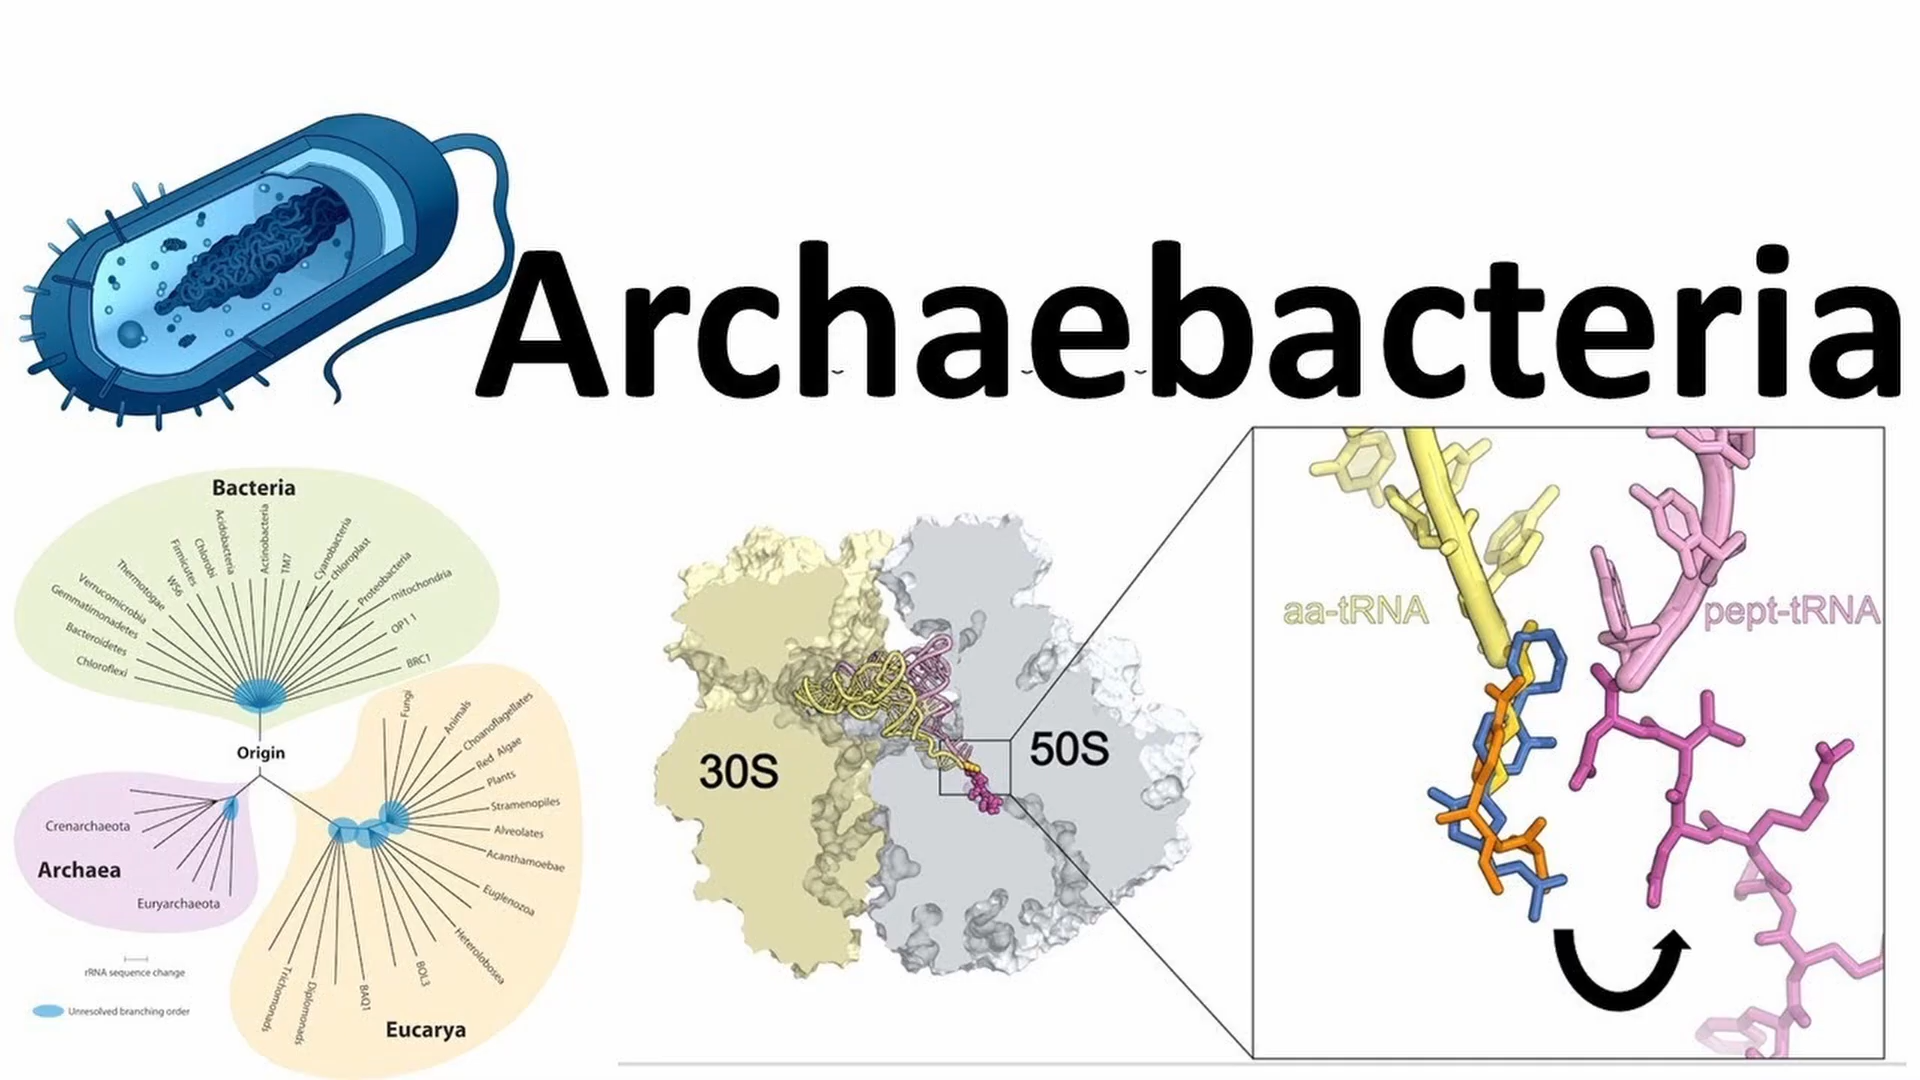 Archaebacteria
Bacteria
Chloroflexi
Bacteroidetes
Gemmatimonadetes
Verrucomicrobia
Thermotogae
WS6
Firmicutes
Chlorobi
Acidobacteria
Actinobacteria
TM7
Cyanobacteria
chloroplast
Proteobacteria
mitochondria
OP11
BRC1
Origin
Crenarchaeota
Archaea
Euryarchaeota
Fungi
Animals
Choanoflagellates
Red Algae
Plants
Stramenopiles
Alveolates
Acanthamoebae
Euglenozoa
Heterolobosea
BOL3
BAQ1
Diplomonads
Trichomonads
Eucarya
rRNA sequence change
Unresolved branching order
30S
50S
aa-tRNA
pept-tRNA